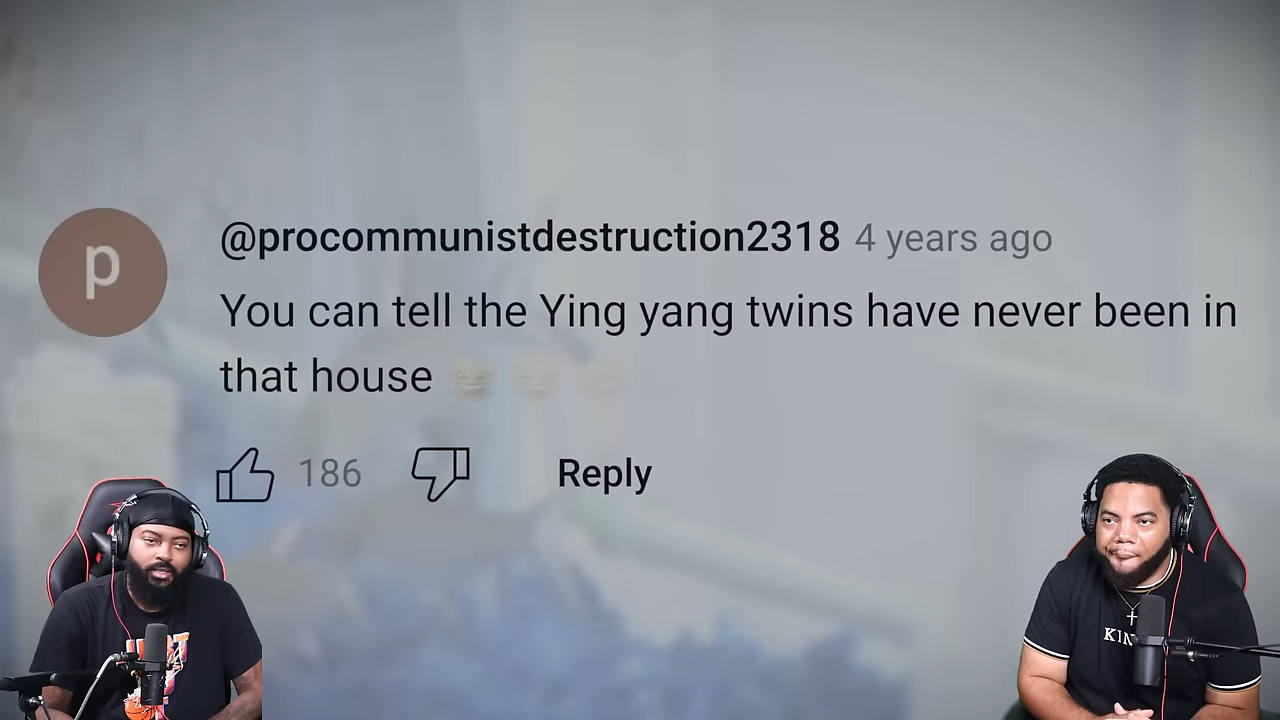 p
@procommunistdestruction2318 4 years ago
You can tell the Ying yang twins have never been in
that house 😂 😂 😂
186
Reply
KIN